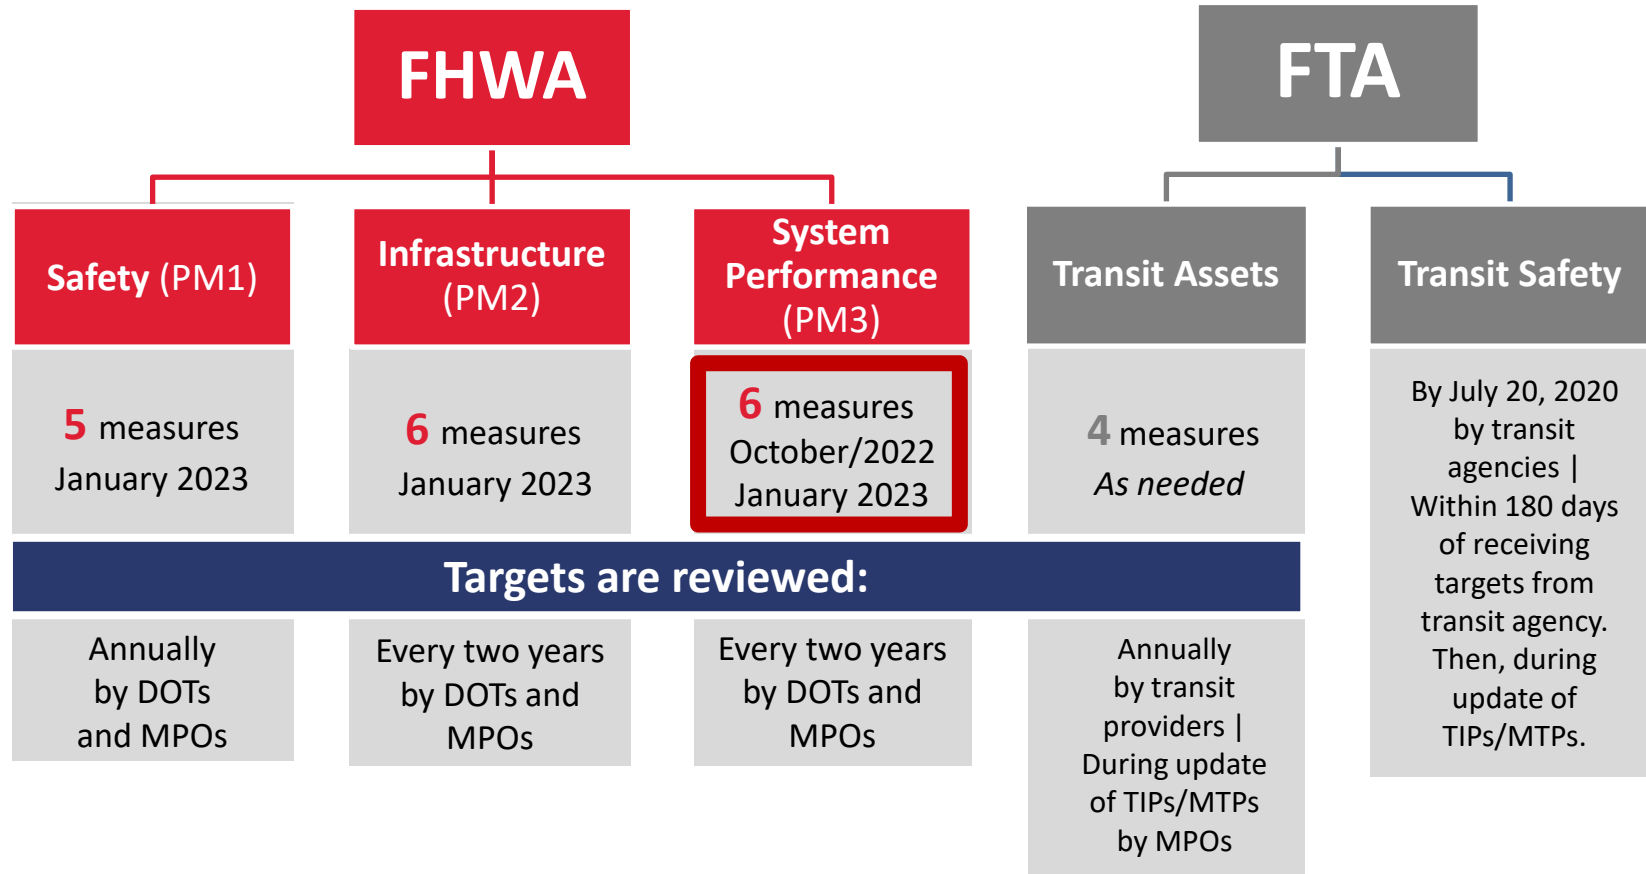 FHWA
FTA
Safety (PM1)
Infrastructure
(PM2)
System
Performance
(PM3)
Transit Assets
Transit Safety
5 measures
January 2023
6 measures
January 2023
6 measures
October/2022
January 2023
4 measures
As needed
By July 20, 2020
by transit
agencies |
Within 180 days
of receiving
targets from
transit agency.
Then, during
update of
TIPs/MTPs.
Targets are reviewed:
Annually
by DOTs
and MPOs
Every two years
by DOTs and
MPOs
Every two years
by DOTs and
MPOs
Annually
by transit
providers |
During update
of TIPs/MTPs
by MPOs